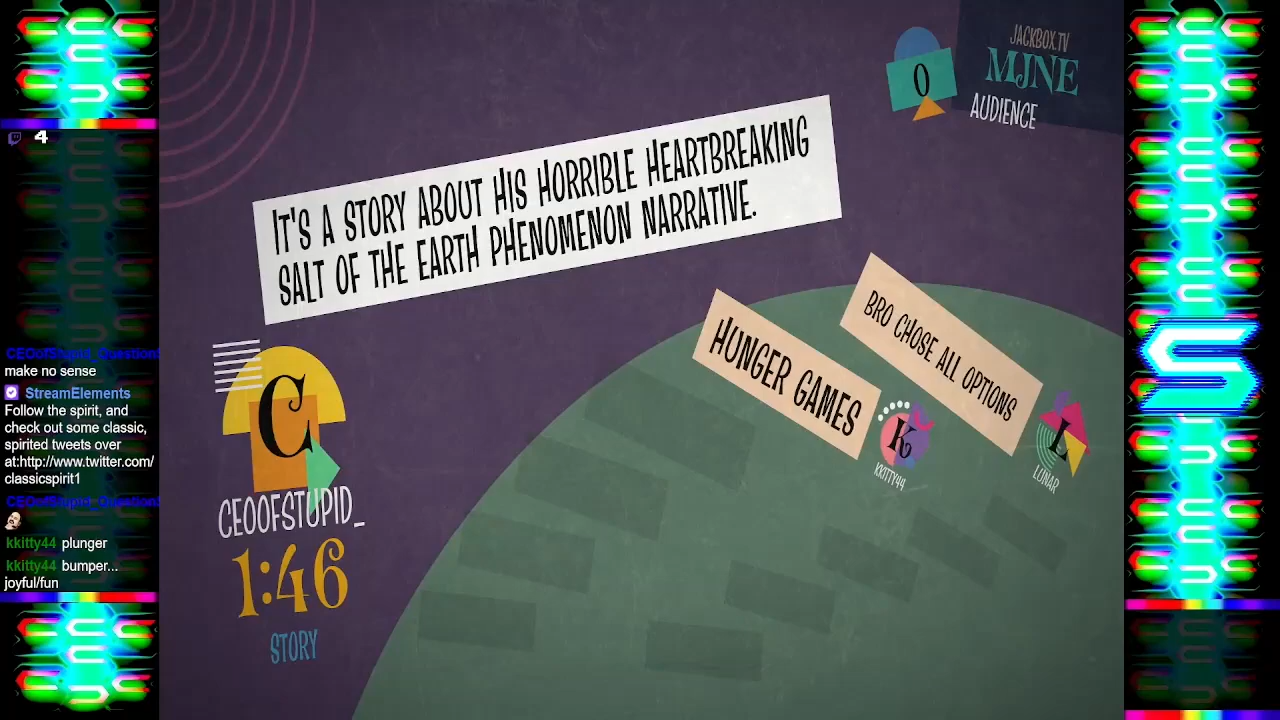 4
CEOofStupid_Question
make no sense
StreamElements
Follow the spirit, and
check out some classic,
spirited tweets over
at:http://www.twitter.com/
classicspirit1
CEOofStupid_Question
kkitty44 plunger
kkitty44 bumper...
joyful/fun
JACKBOX.TV
MJNE
0
AUDIENCE
IT'S A STORY ABOUT HIS HORRIBLE HEARTBREAKING
SALT OF THE EARTH PHENOMENON NARRATIVE.
BRO CHOSE ALL OPTIONS
HUNGER GAMES
C
K
KKITTY44
L
LUNAR
CEOOFSTUPID_
1:46
STORY
S